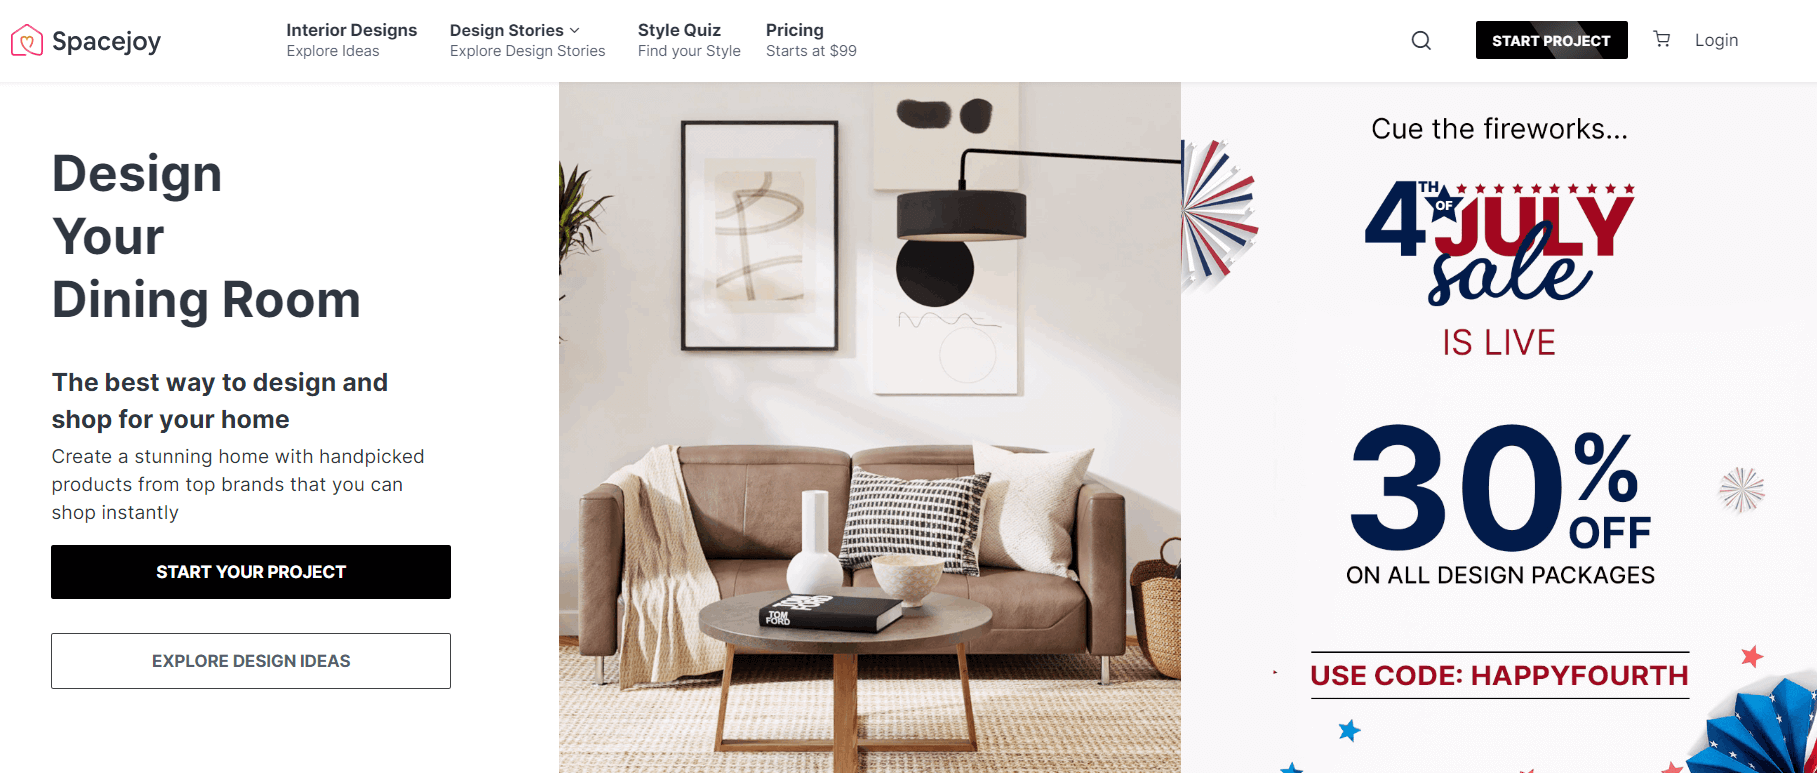 Spacejoy
Interior Designs
Explore Ideas
Design Stories
Explore Design Stories
Style Quiz
Find your Style
Pricing
Starts at $99
START PROJECT
Login
Design
Your
Dining Room
The best way to design and
shop for your home
Create a stunning home with handpicked
products from top brands that you can
shop instantly
START YOUR PROJECT
EXPLORE DESIGN IDEAS
TOM
FORD
TOM
FORD
Cue the fireworks...
4TH OF JULY
sale
IS LIVE
30%
OFF
ON ALL DESIGN PACKAGES
USE CODE: HAPPYFOURTH